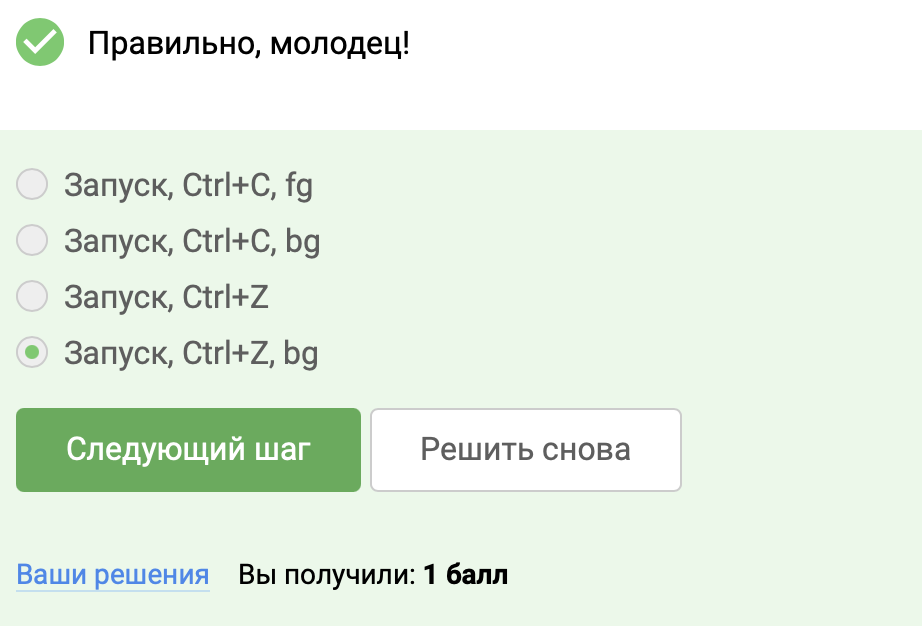 Правильно, молодец!
Запуск, Ctrl+C, fg
Запуск, Ctrl+C, bg
Запуск, Ctrl+Z
Запуск, Ctrl+Z, bg
Следующий шаг Решить снова
Ваши решения Вы получили: 1 балл